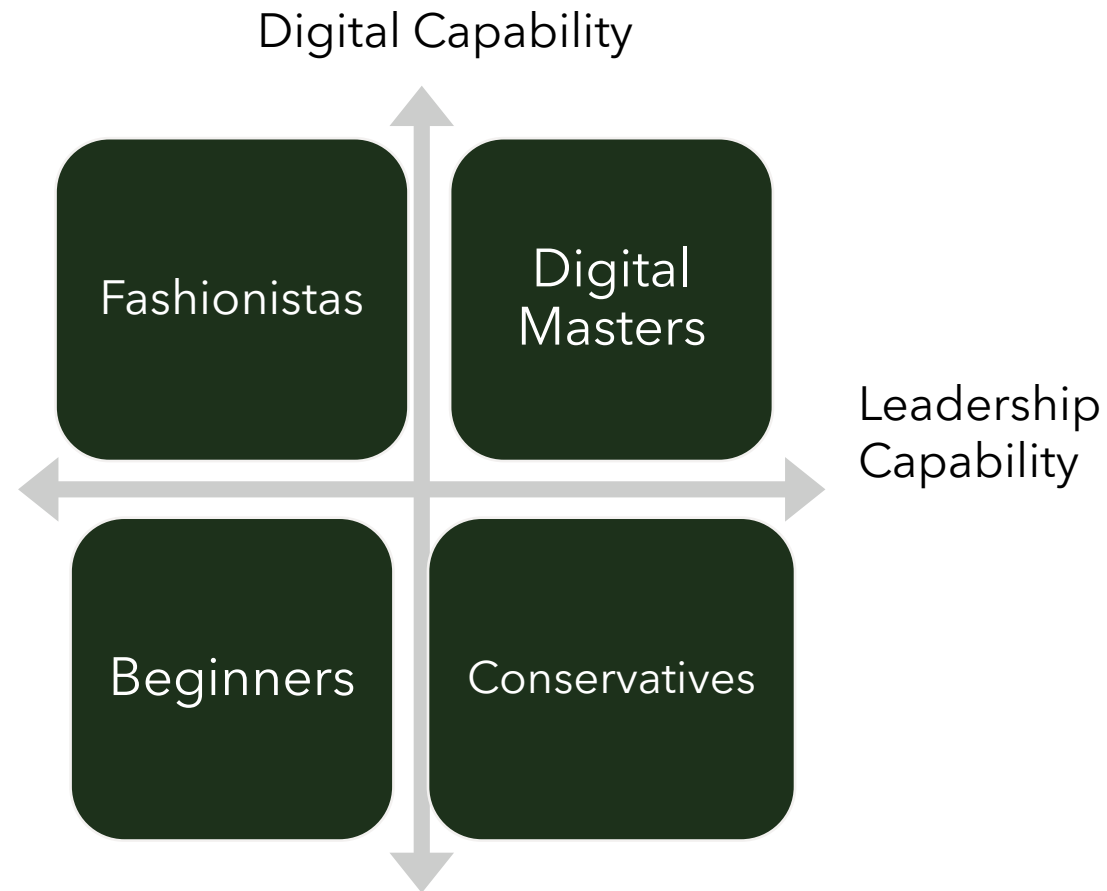 Digital Capability
Fashionistas
Digital
Masters
Leadership
Capability
Beginners
Conservatives